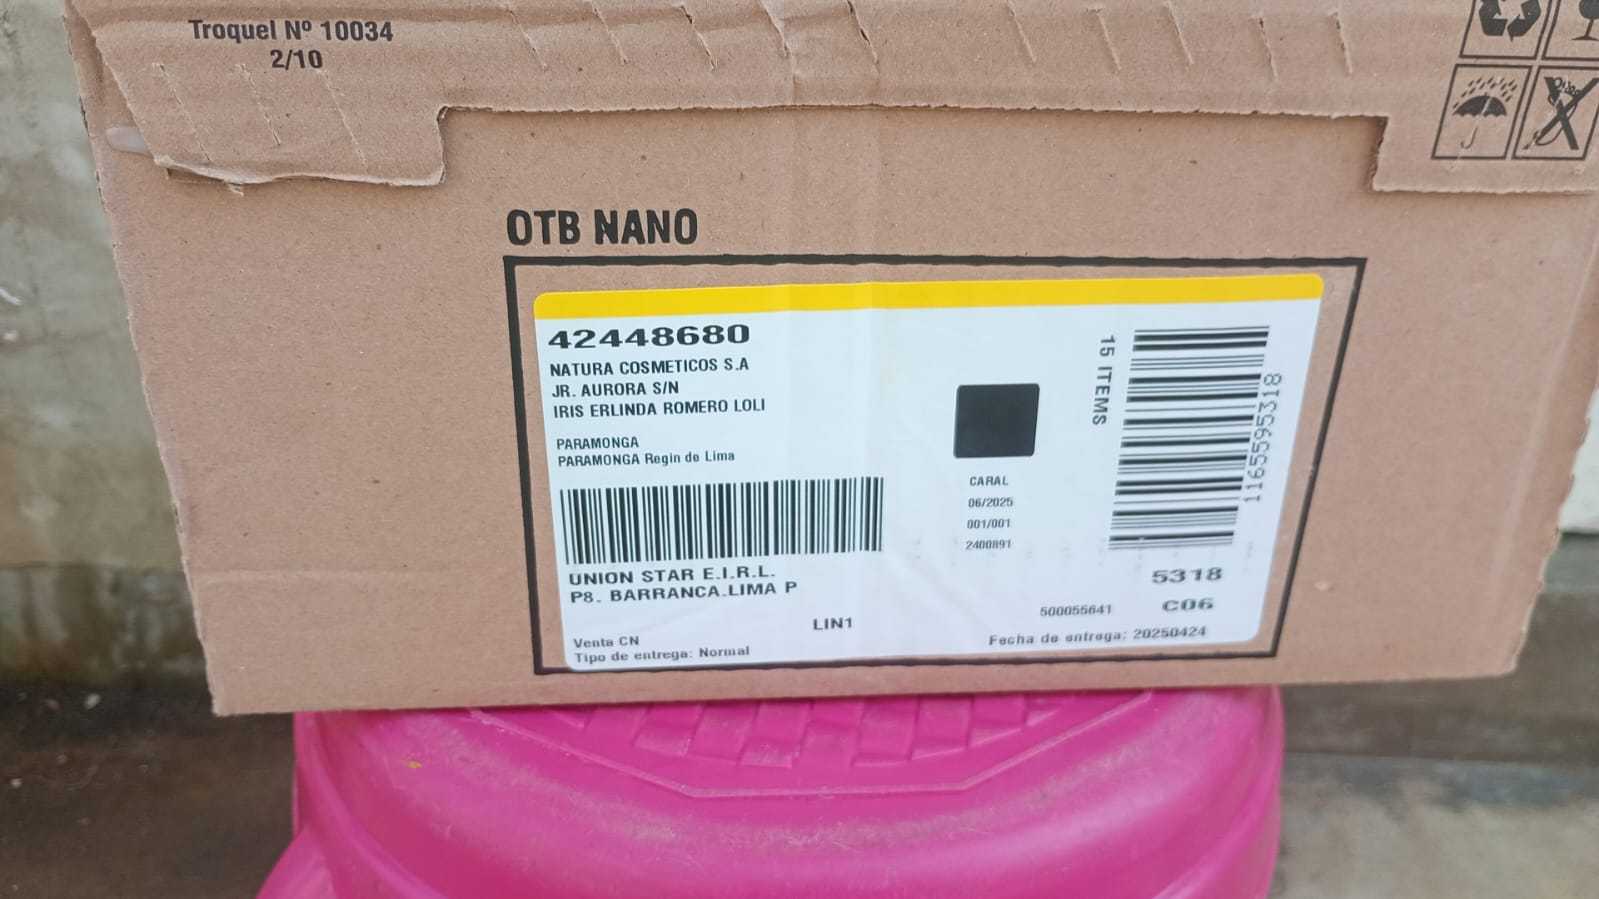 Troquel Nº 10034
2/10
OTB NANO
42448680
NATURA COSMETICOS S.A
JR. AURORA S/N
IRIS ERLINDA ROMERO LOLI
PARAMONGA
PARAMONGA Regin de Lima
UNION STAR E.I.R.L.
P8. BARRANCA.LIMA P
LIN1
Venta CN
Tipo de entrega: Normal
CARAL
06/2025
001/001
2400891
15 ITEMS
1165595318
5318
500055641
C06
Fecha de entrega: 20250424